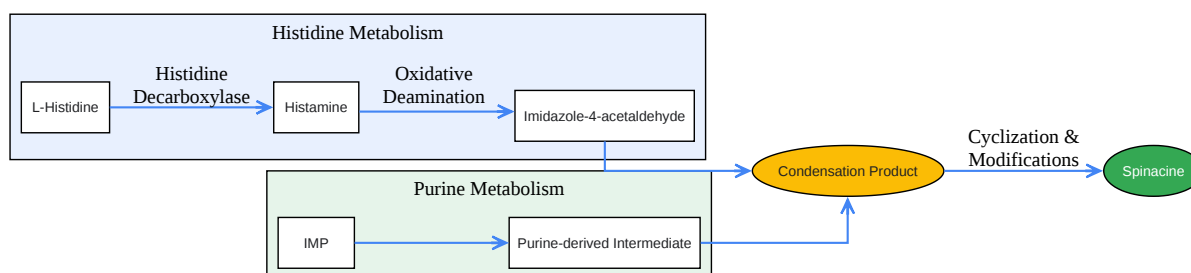 Histidine Metabolism
L-Histidine
Histidine
Decarboxylase
Histamine
Oxidative
Deamination
Imidazole-4-acetaldehyde
Purine Metabolism
IMP
Purine-derived Intermediate
Condensation Product
Cyclization &
Modifications
Spinacine